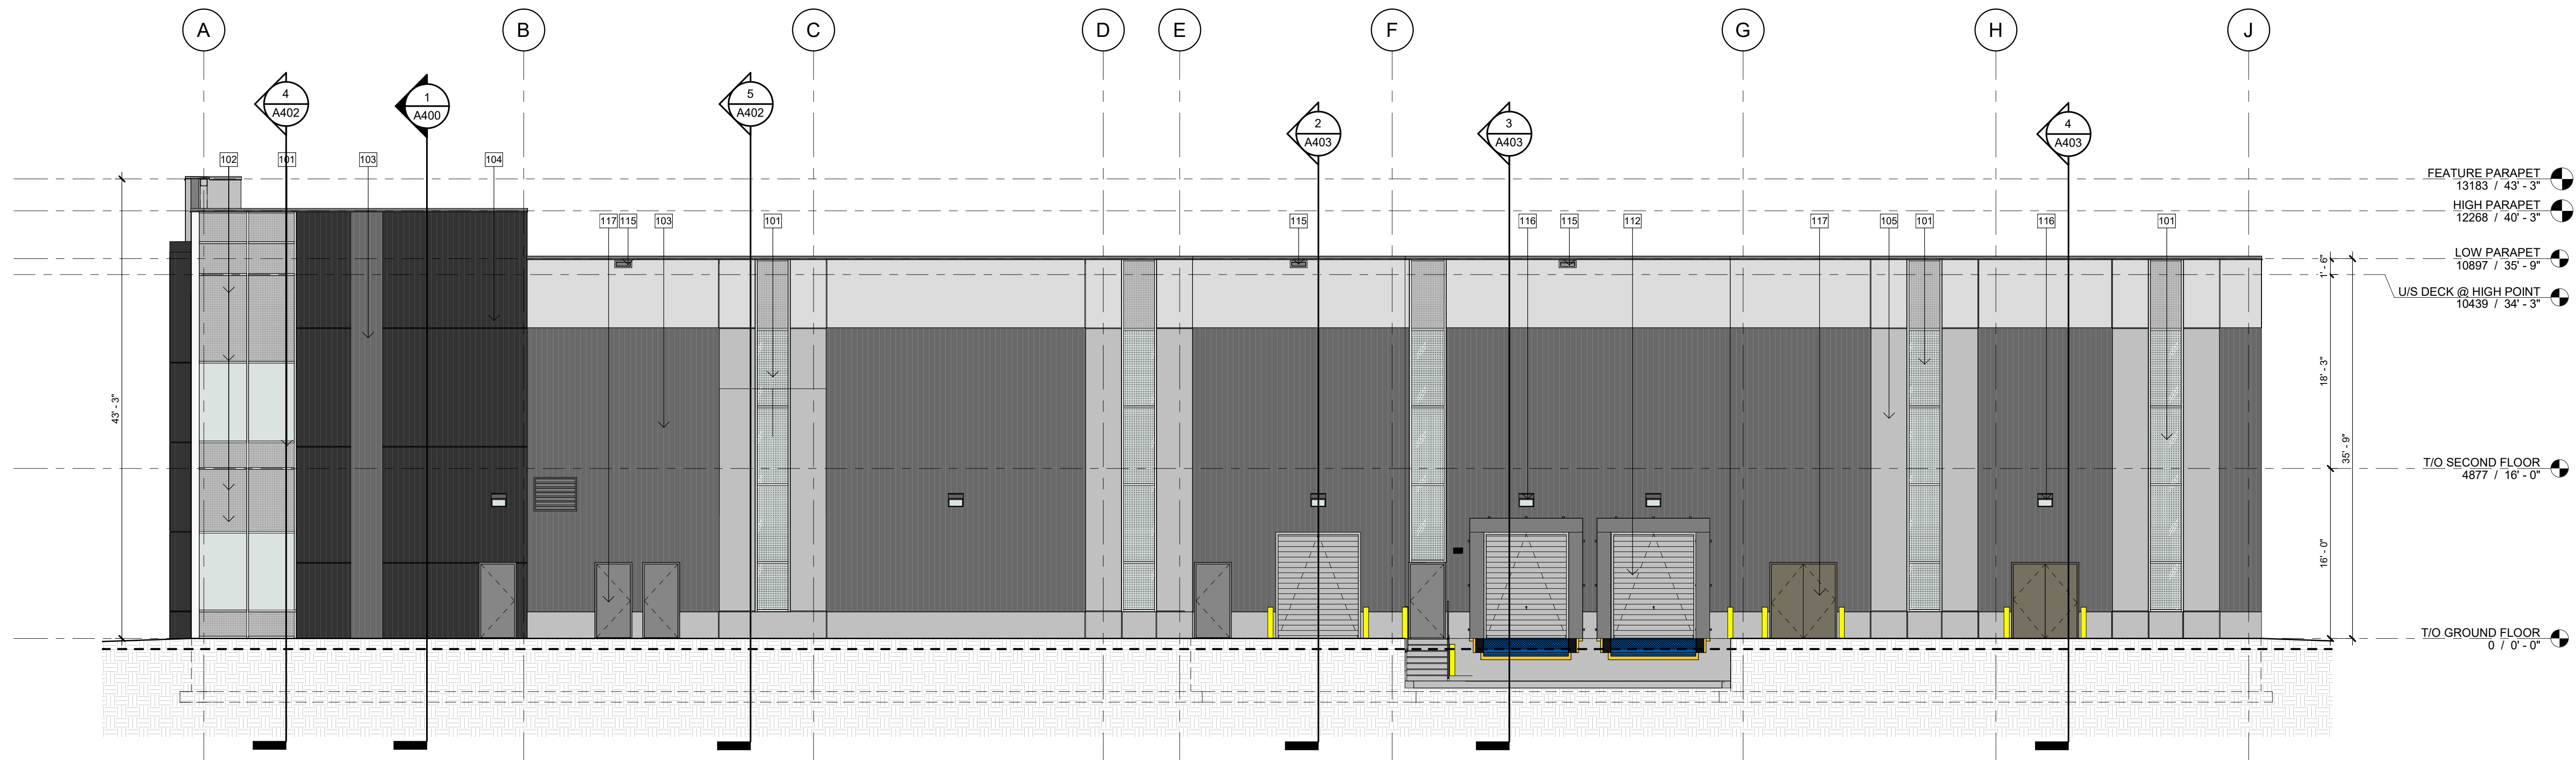 A
B
C
D
E
F
G
H
J
4
A402
1
A400
5
A402
2
A403
3
A403
4
A403
102
101
103
104
117
115
103
101
115
116
115
112
117
105
101
116
101
FEATURE PARAPET
13183 / 43' - 3"
HIGH PARAPET
12268 / 40' - 3"
LOW PARAPET
10897 / 35' - 9"
U/S DECK @ HIGH POINT
10439 / 34' - 3"
T/O SECOND FLOOR
4877 / 16' - 0"
T/O GROUND FLOOR
0 / 0' - 0"
43' - 3"
1' - 6"
18' - 3"
35' - 9"
16' - 0"